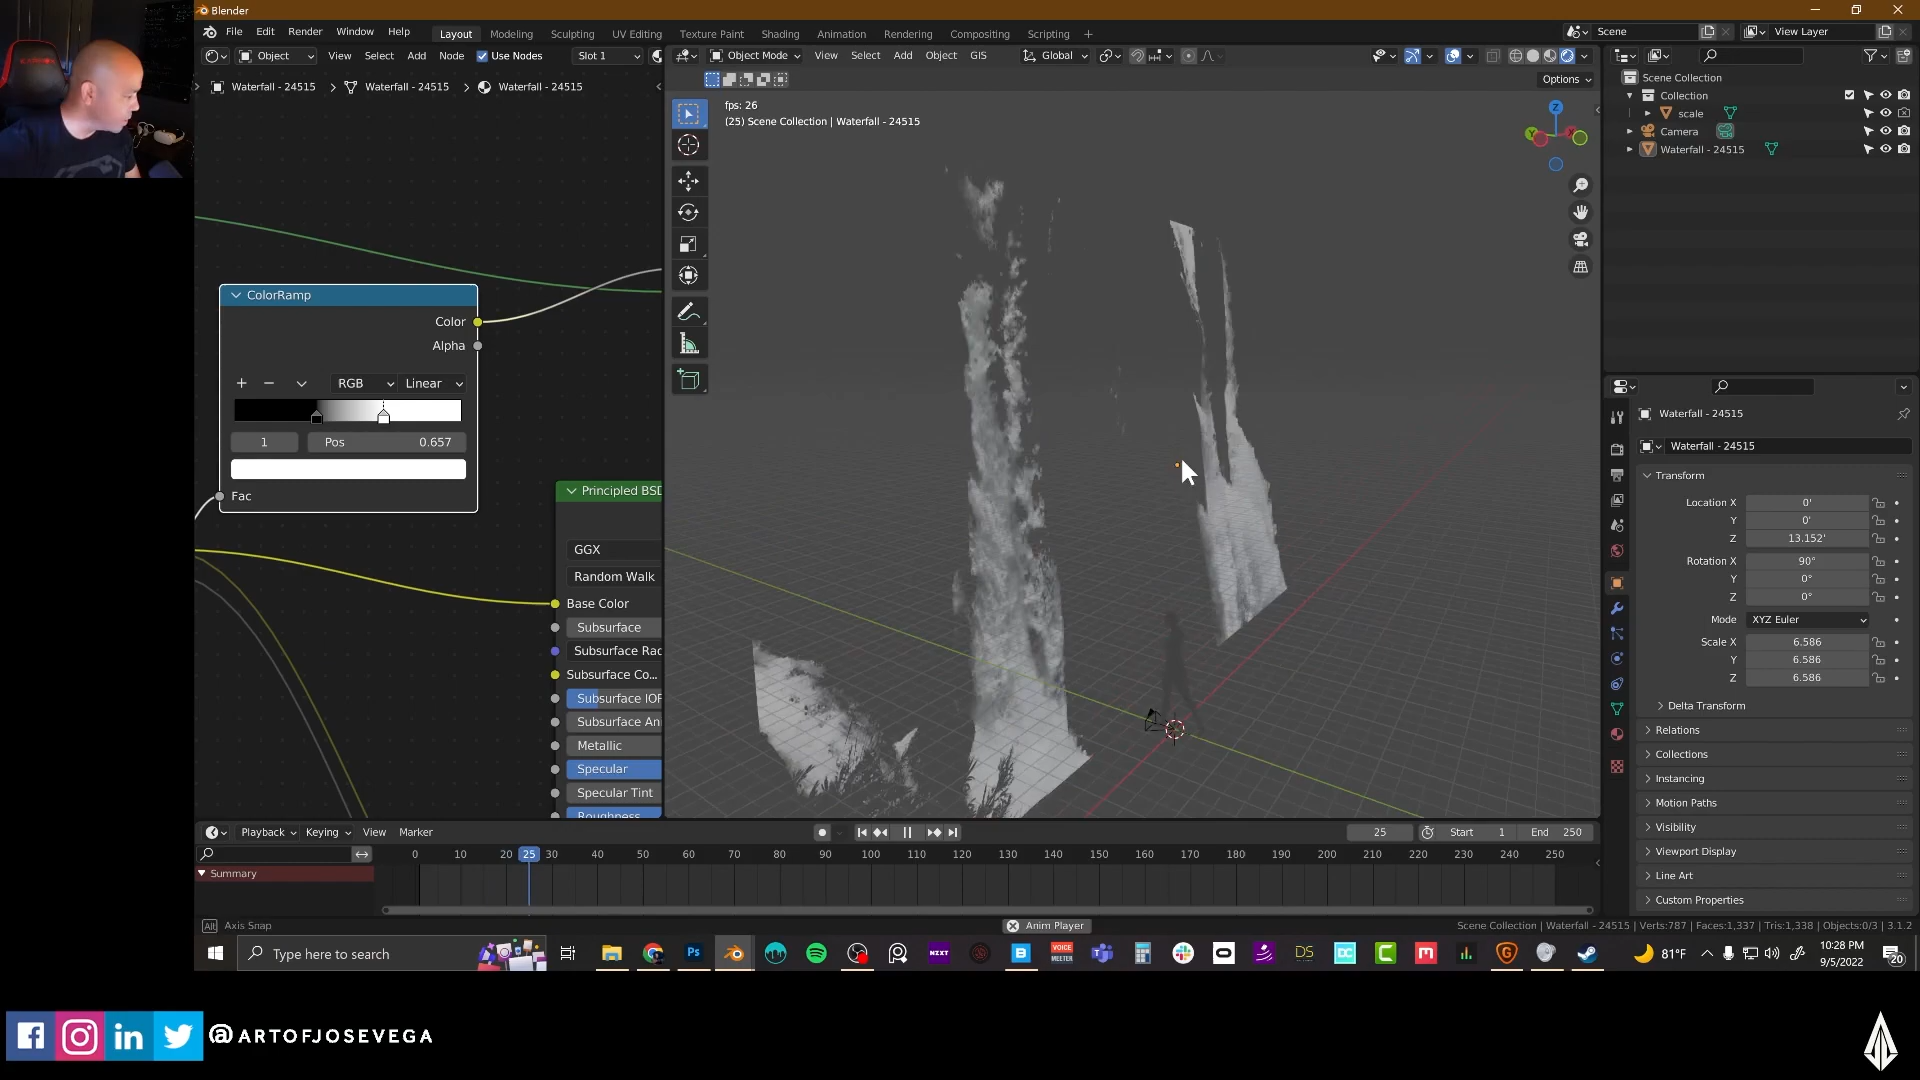 Blender
File Edit Render Window Help Layout Modeling Sculpting UV Editing Texture Paint Shading Animation Rendering Compositing Scripting + Scene View Layer
Object View Select Add Node Use Nodes Slot 1 Object Mode View Select Add Object GIS Global
Options
Waterfall - 24515 > Waterfall - 24515 > Waterfall - 24515
fps: 26
(25) Scene Collection | Waterfall - 24515
Scene Collection
Collection
scale
Camera
Waterfall - 24515
ColorRamp
Color
Alpha
RGB Linear
1 Pos 0.657
Fac
Principled BSD
GGX
Random Walk
Base Color
Subsurface
Subsurface Rac
Subsurface Co...
Subsurface IOF
Subsurface An
Metallic
Specular
Specular Tint
Roughness
Waterfall - 24515
Waterfall - 24515
Transform
Location X 0'
Y 0'
Z 13.152'
Rotation X 90°
Y 0°
Z 0°
Mode XYZ Euler
Scale X 6.586
Y 6.586
Z 6.586
Delta Transform
Relations
Collections
Instancing
Motion Paths
Visibility
Viewport Display
Line Art
Custom Properties
Playback Keying View Marker 25 Start 1 End 250
0 10 20 25 30 40 50 60 70 80 90 100 110 120 130 140 150 160 170 180 190 200 210 220 230 240 250
Summary
Alt Axis Snap Anim Player Scene Collection | Waterfall - 24515 | Verts:787 | Faces:1,337 | Tris:1,338 | Objects:0/3 | 3.1.2
Type here to search Ps NZXT B VOICE MEETER DS C M G 81°F 10:28 PM
9/5/2022 20
@ARTOFJOSEVEGA